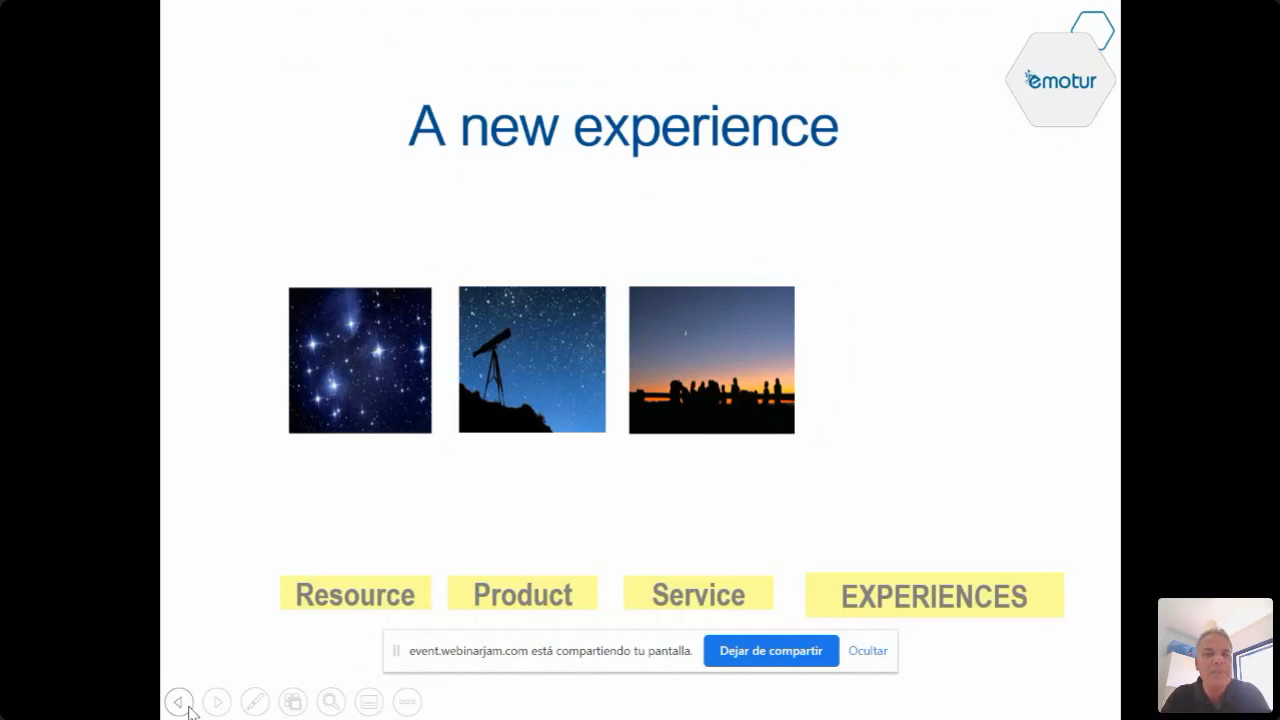 emotur
A new experience
Resource
Product
Service
EXPERIENCES
event.webinarjam.com está compartiendo tu pantalla.
Dejar de compartir
Ocultar